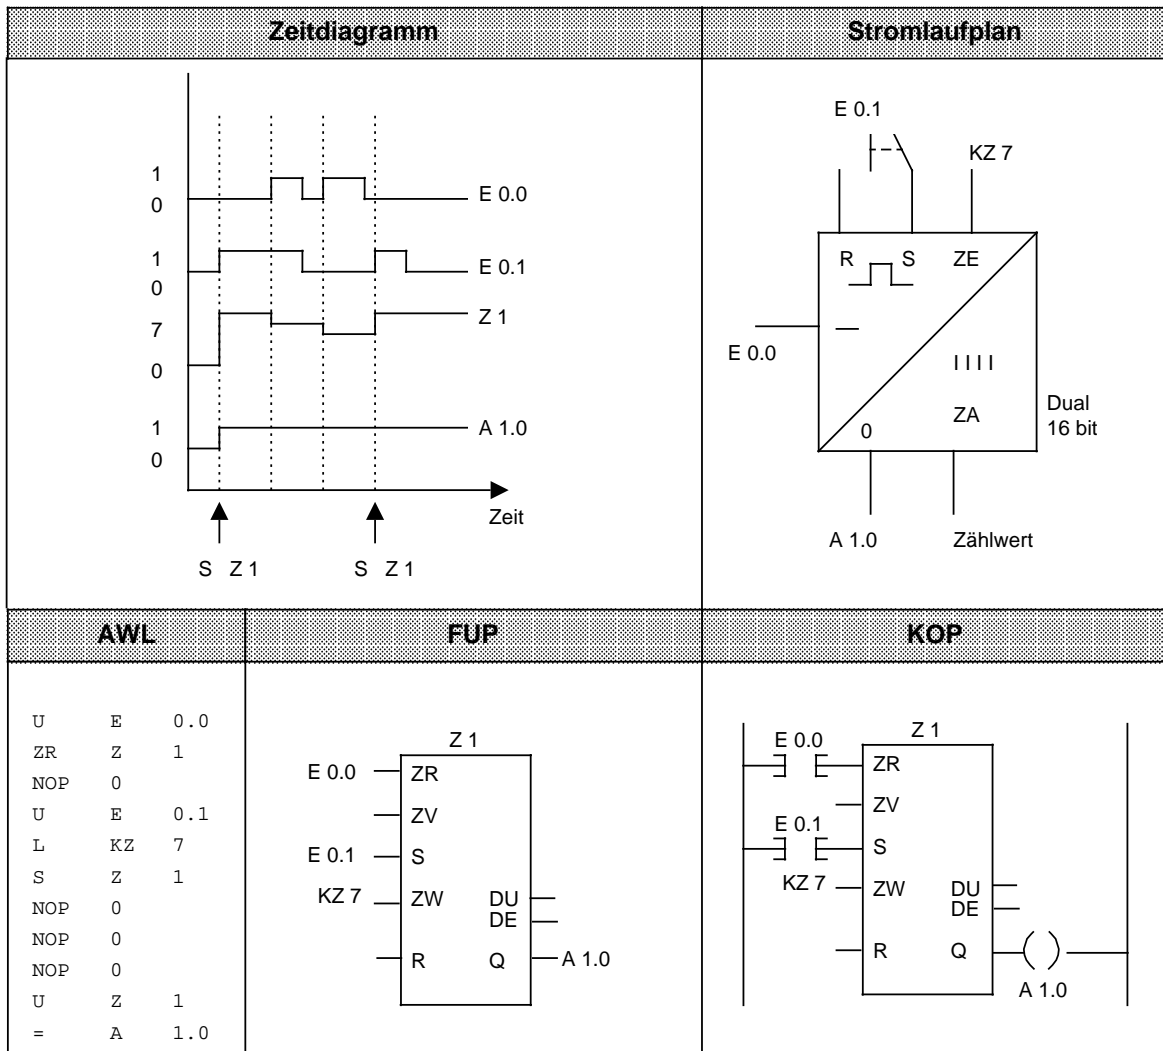 Zeitdiagramm
Stromlaufplan
1
0
E 0.0
1
0
E 0.1
7
0
Z 1
1
0
A 1.0
Zeit
S Z 1
S Z 1
E 0.1
KZ 7
R S ZE
E 0.0
I I I I
ZA
0
Dual
16 bit
A 1.0
Zählwert
AWL
FUP
KOP
U E 0.0
ZR Z 1
NOP 0
U E 0.1
L KZ 7
S Z 1
NOP 0
NOP 0
NOP 0
U Z 1
= A 1.0
Z 1
E 0.0 ZR
ZV
E 0.1 S
KZ 7 ZW DU
DE
R Q A 1.0
Z 1
E 0.0
ZR
ZV
E 0.1
S
KZ 7 ZW DU
DE
R Q
A 1.0